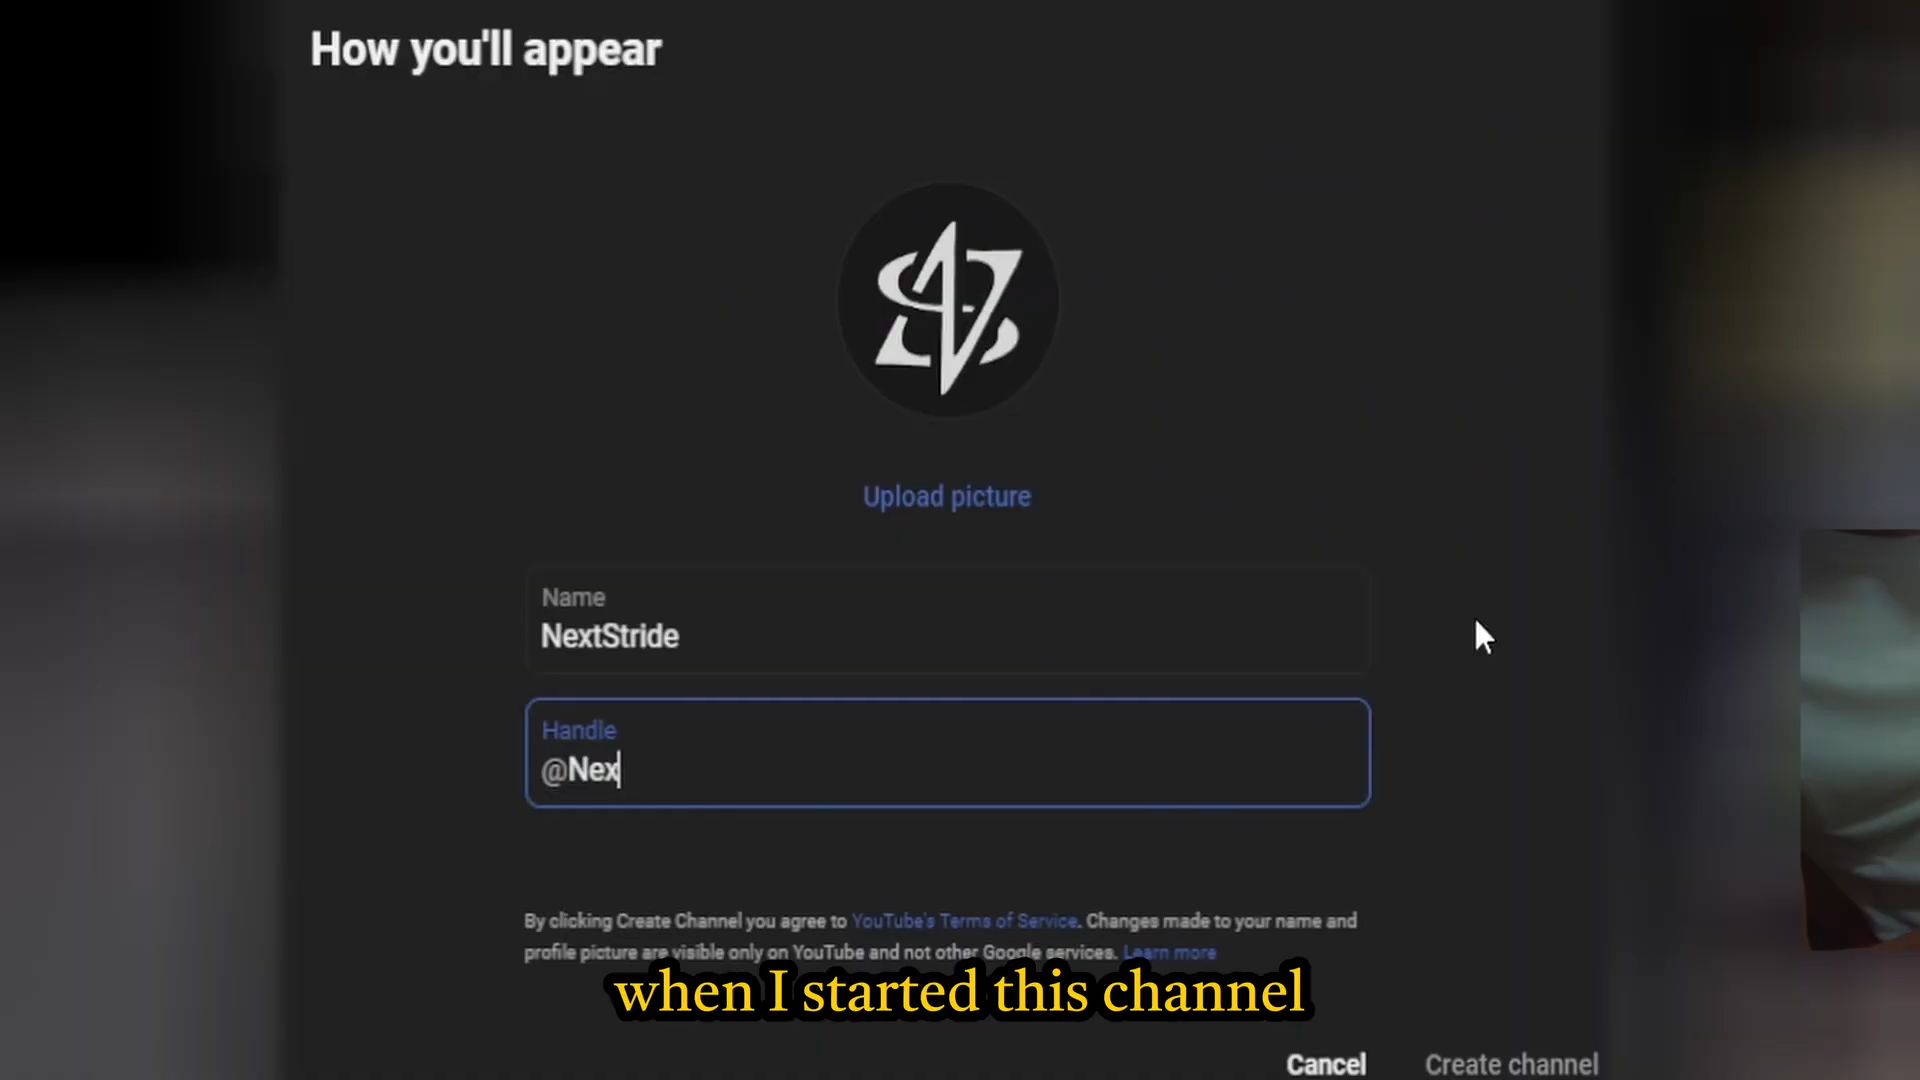 How you'll appear
Upload picture
Name
NextStride
Handle
@Nex
By clicking Create Channel you agree to YouTube's Terms of Service. Changes made to your name and
profile picture are visible only on YouTube and not other Google services. Learn more
when I started this channel
Cancel
Create channel